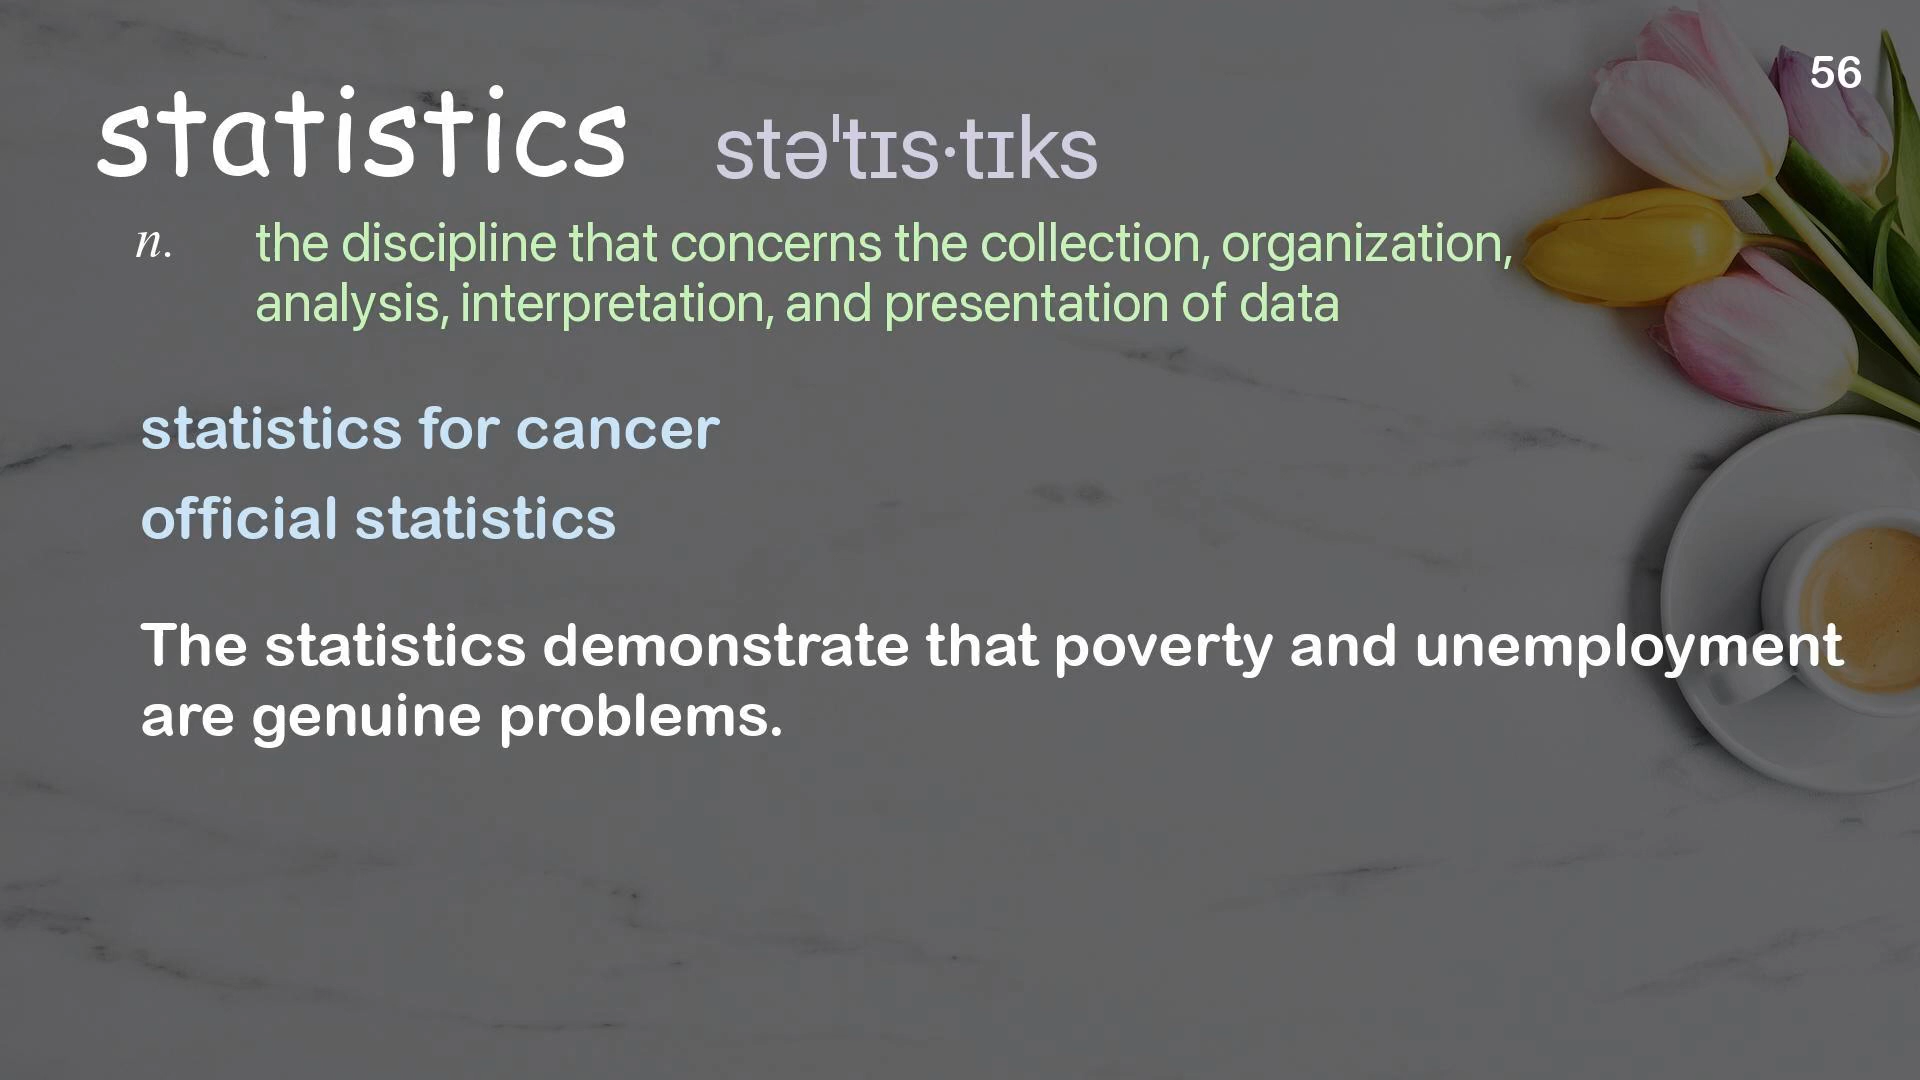 56
statistics stəˈtɪs·tɪks
n. the discipline that concerns the collection, organization,
analysis, interpretation, and presentation of data
statistics for cancer
official statistics
The statistics demonstrate that poverty and unemployment
are genuine problems.